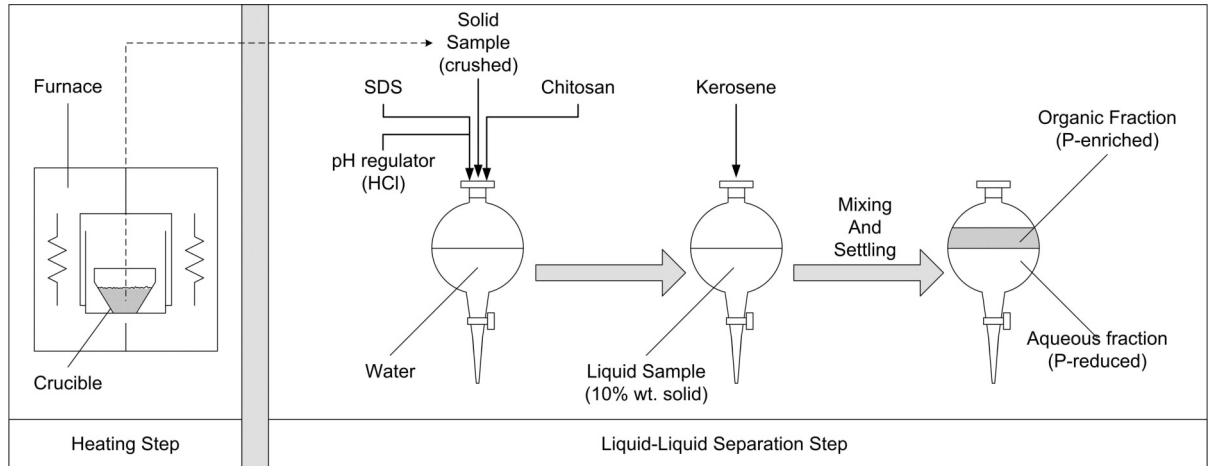 Solid
Sample
(crushed)
Furnace
SDS
Chitosan
Kerosene
Organic Fraction
(P-enriched)
pH regulator
(HCl)
Mixing
And
Settling
Crucible
Water
Liquid Sample
(10% wt. solid)
Aqueous fraction
(P-reduced)
Heating Step
Liquid-Liquid Separation Step